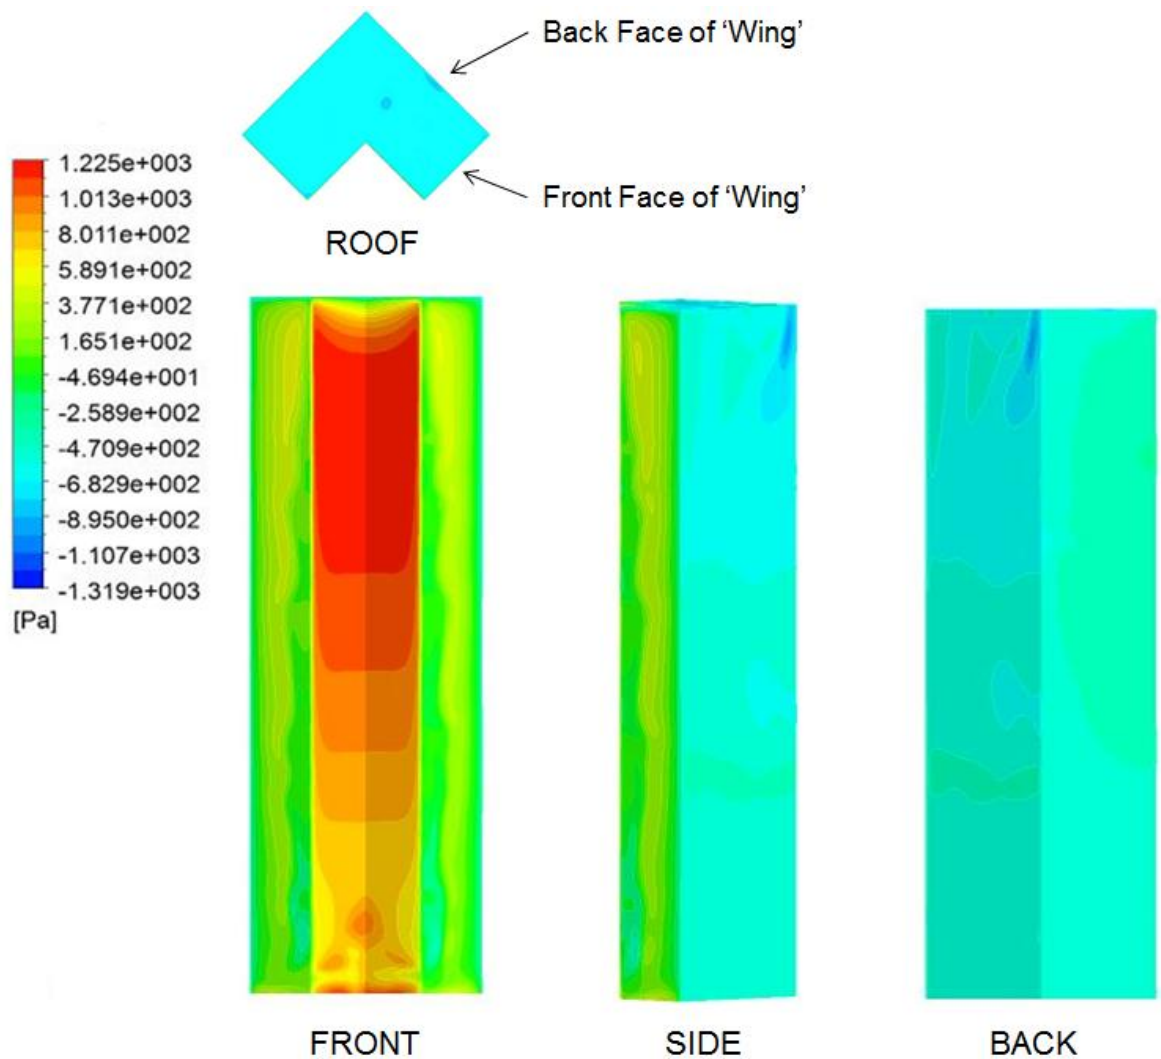 Back Face of ‘Wing’
Front Face of ‘Wing’
ROOF
1.225e+003
1.013e+003
8.011e+002
5.891e+002
3.771e+002
1.651e+002
-4.694e+001
-2.589e+002
-4.709e+002
-6.829e+002
-8.950e+002
-1.107e+003
-1.319e+003
[Pa]
FRONT
SIDE
BACK